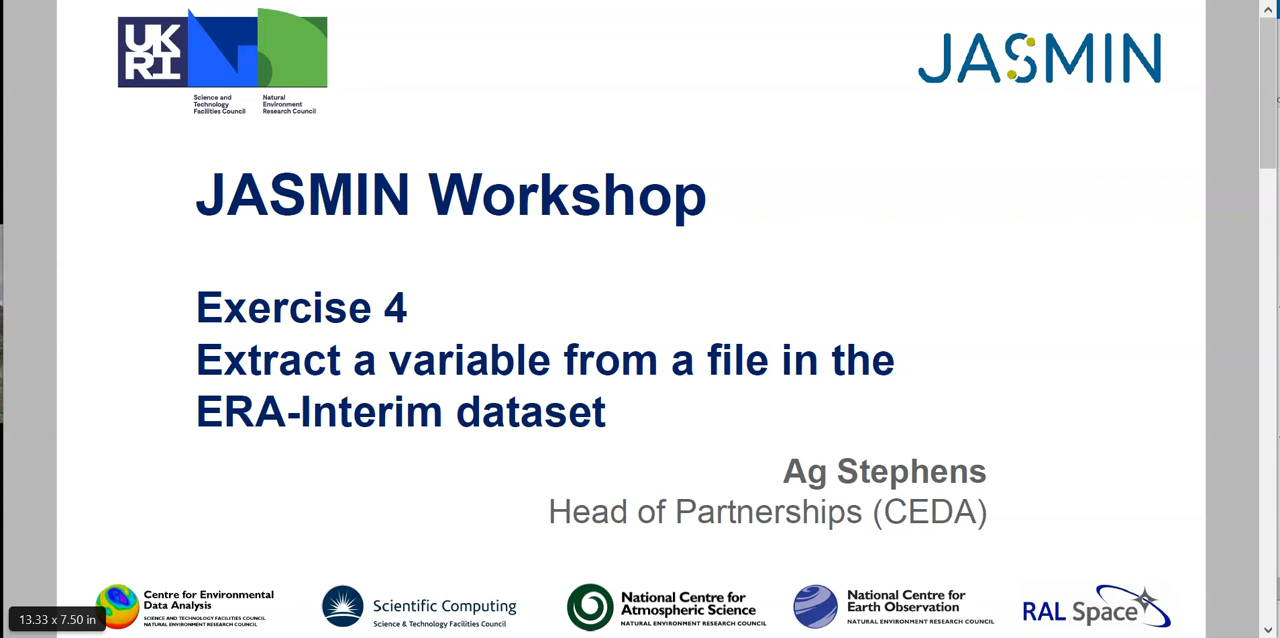 UK
RI
Science and
Technology
Facilities Council
Natural
Environment
Research Council
JASMIN
JASMIN Workshop
Exercise 4
Extract a variable from a file in the
ERA-Interim dataset
Ag Stephens
Head of Partnerships (CEDA)
Centre for Environmental
Data Analysis
SCIENCE AND TECHNOLOGY FACILITIES COUNCIL
NATURAL ENVIRONMENT RESEARCH COUNCIL
Scientific Computing
Science & Technology Facilities Council
National Centre for
Atmospheric Science
NATURAL ENVIRONMENT RESEARCH COUNCIL
National Centre for
Earth Observation
NATURAL ENVIRONMENT RESEARCH COUNCIL
RAL Space
13.33 x 7.50 in